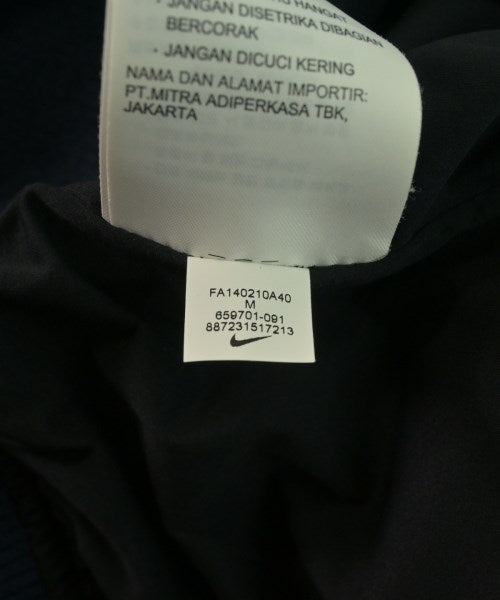 HANGAT
• JANGAN DISETRIKA DIBAGIAN
BERCORAK
• JANGAN DICUCI KERING
NAMA DAN ALAMAT IMPORTIR:
PT.MITRA ADIPERKASA TBK,
JAKARTA
FA140210A40
M
659701-091
887231517213